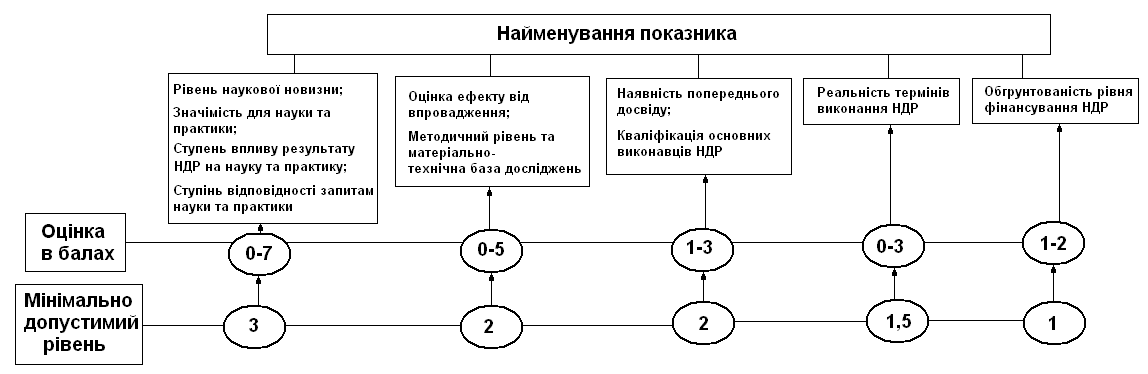 Найменування показника
Рівень наукової новизни;
Значімість для науки та
практики;
Ступень впливу результату
НДР на науку та практику;
Ступінь відповідності запитам
науки та практики
Оцінка ефекту від
впровадження;
Методичний рівень та
матеріально-
технічна база досліджень
Наявність попереднього
досвіду;
Кваліфікація основних
виконавців НДР
Реальність термінів
виконання НДР
Обгрунтованість рівня
фінансування НДР
Оцінка
в балах
0-7
0-5
1-3
0-3
1-2
Мінімально
допустимий
рівень
3
2
2
1,5
1